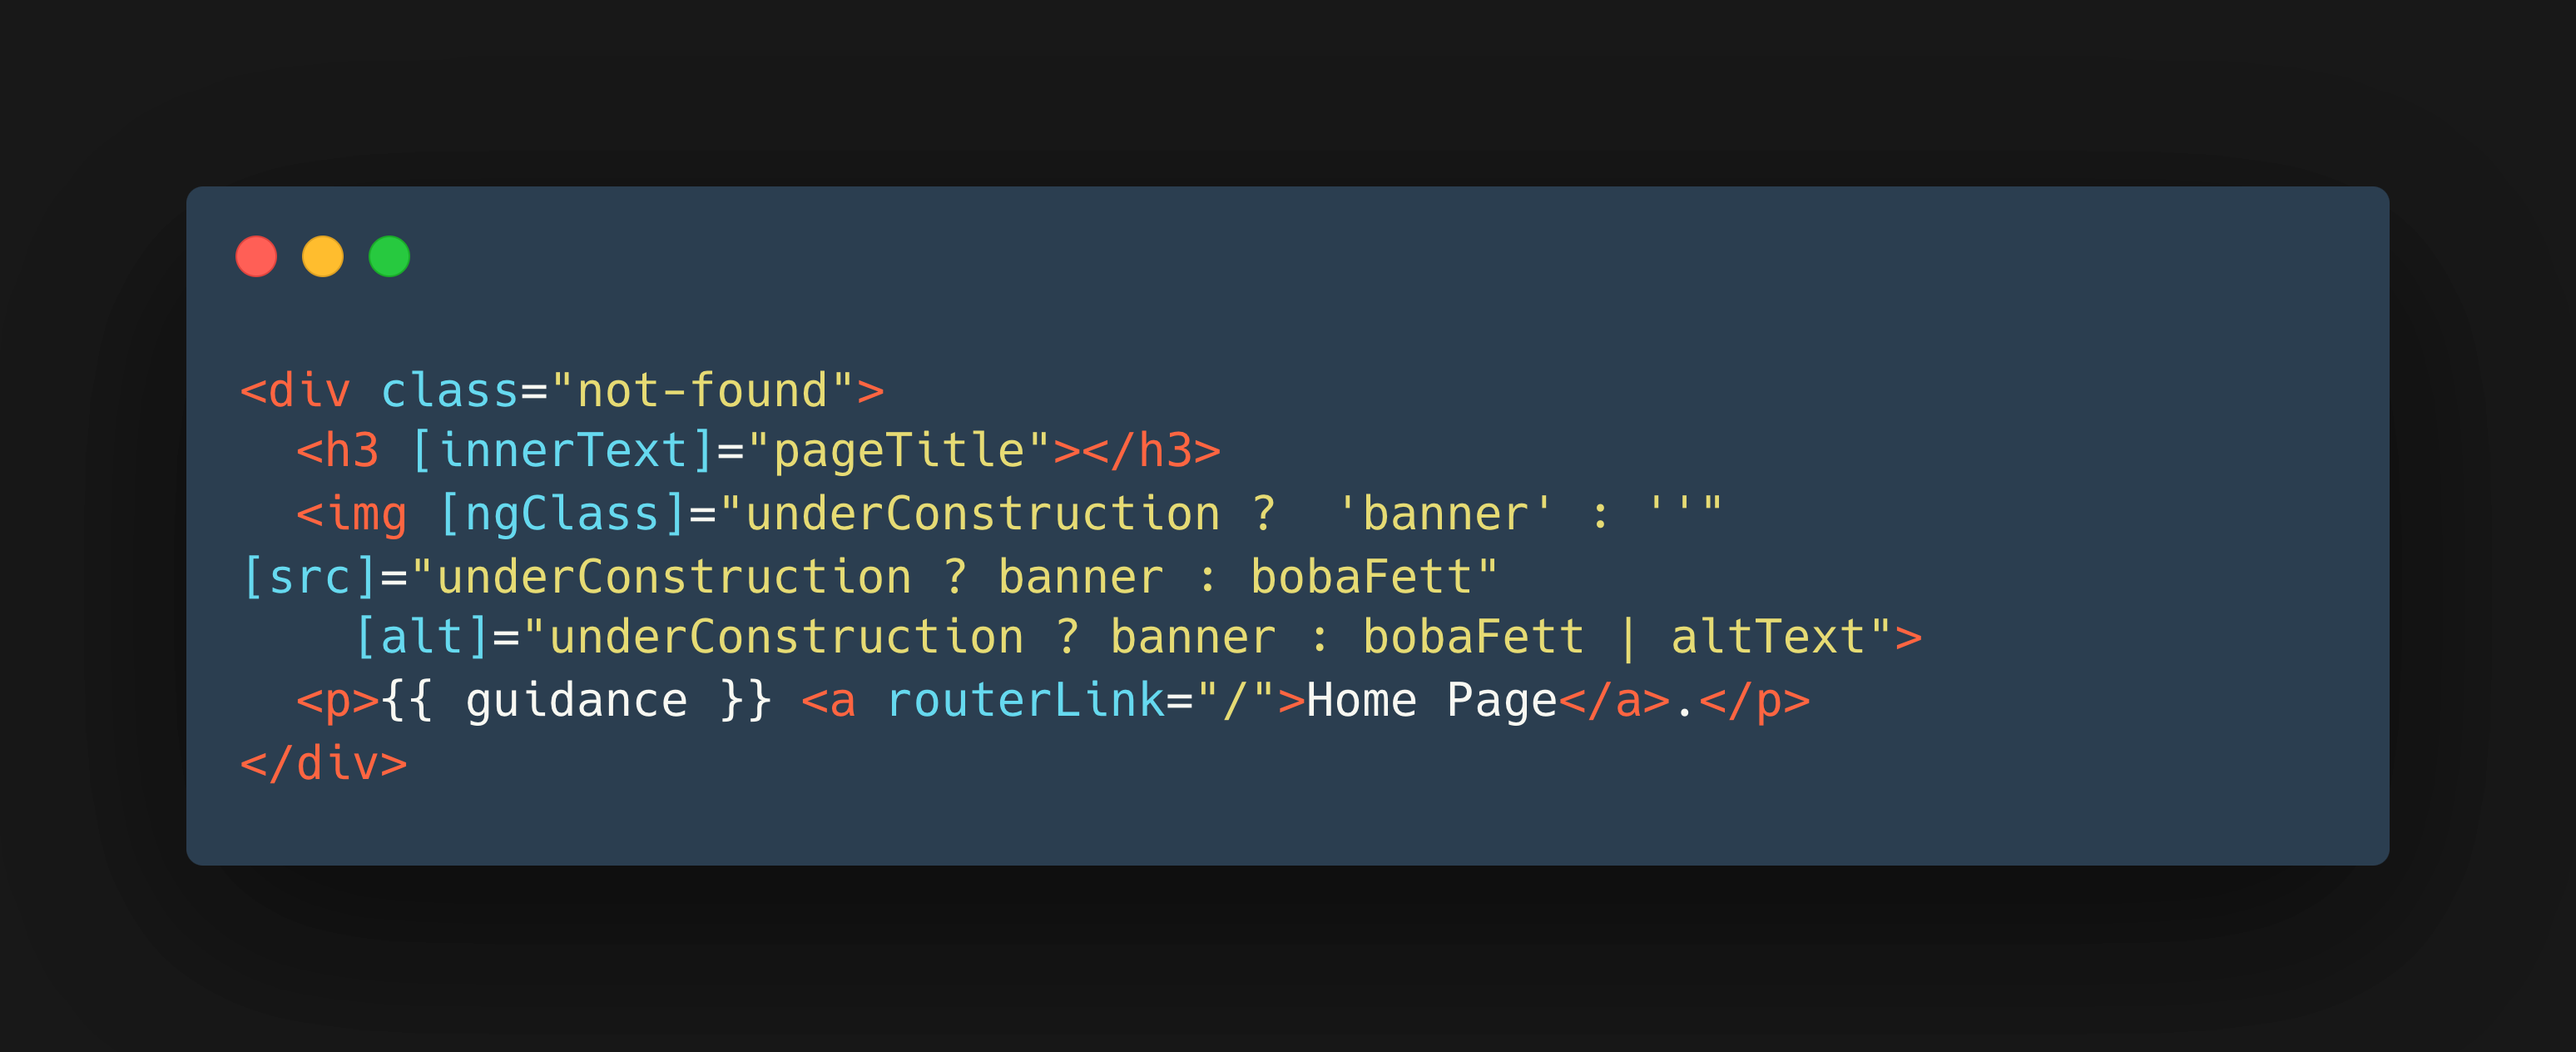 <div class="not-found">
  <h3 [innerText]="pageTitle"></h3>
  <img [ngClass]="underConstruction ?  'banner' : ''"
[src]="underConstruction ? banner : bobaFett"
    [alt]="underConstruction ? banner : bobaFett | altText">
  <p>{{ guidance }} <a routerLink="/">Home Page</a>.</p>
</div>